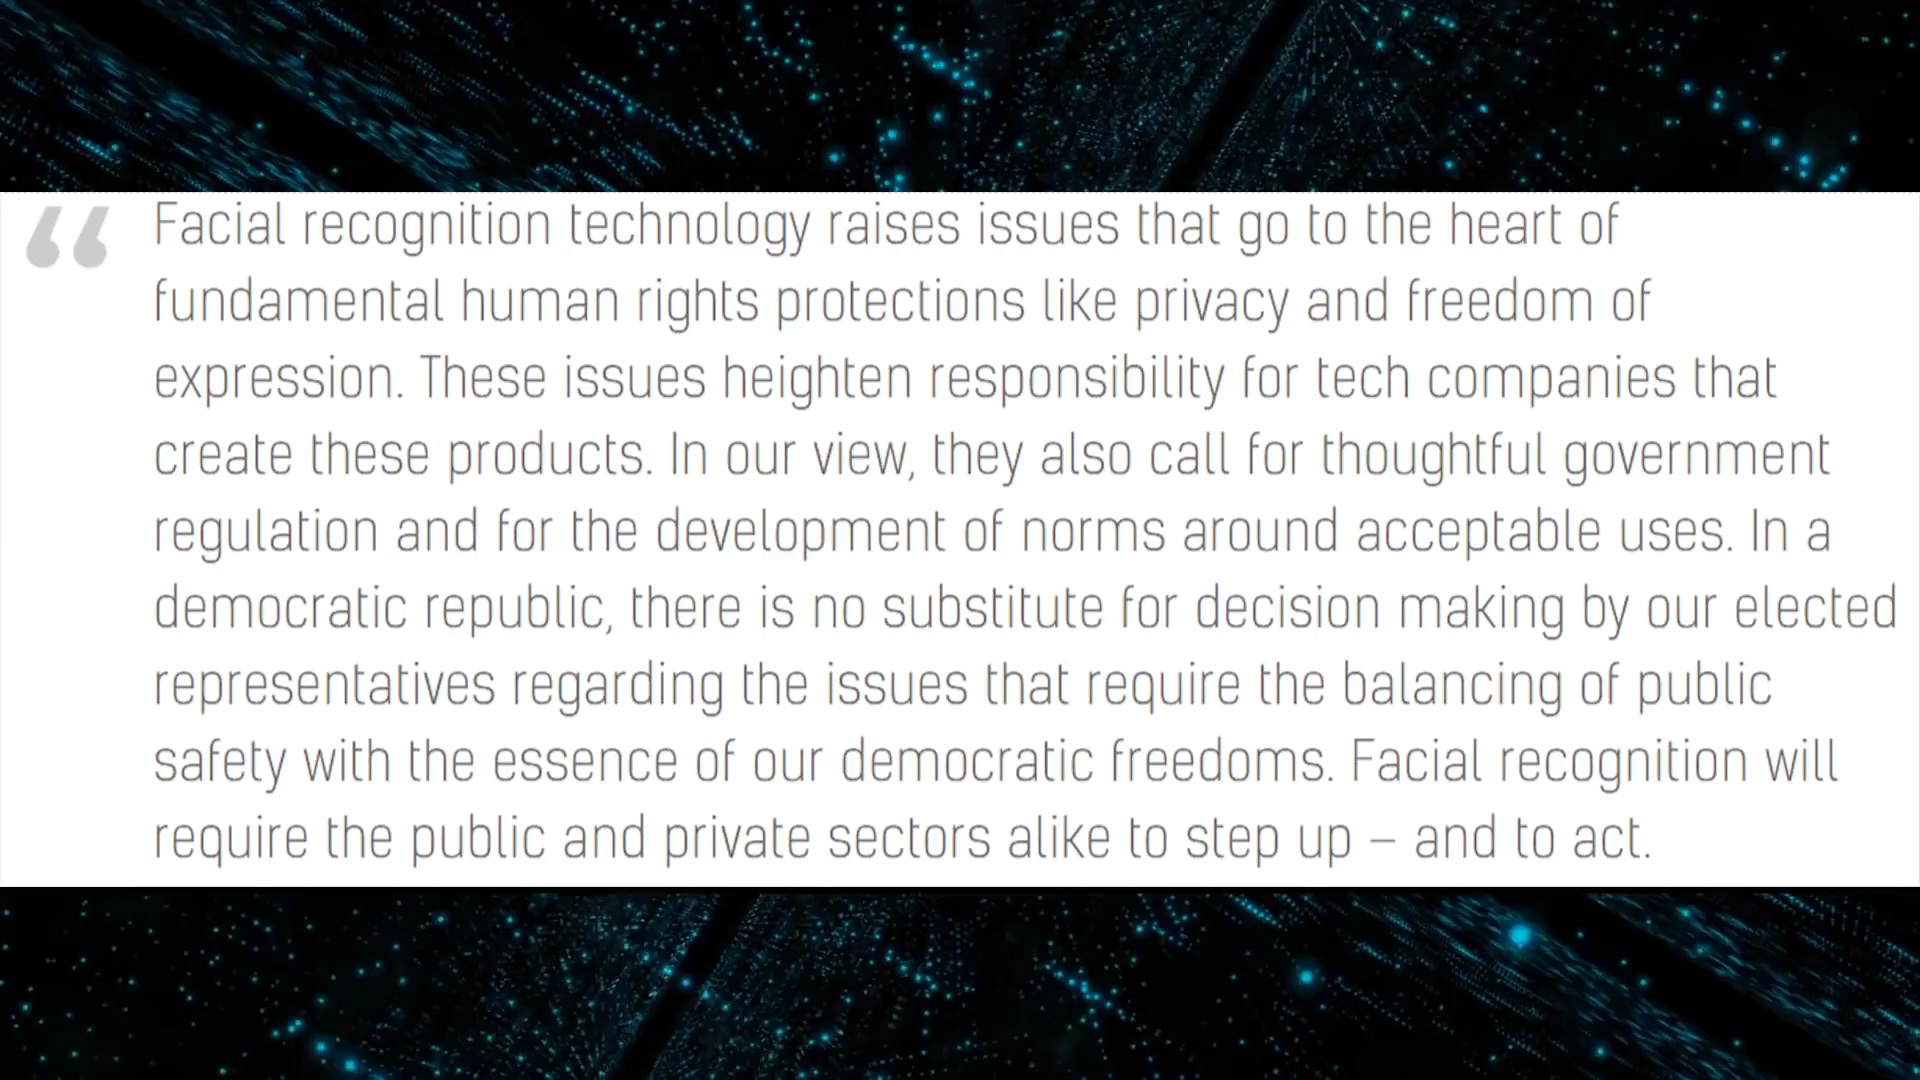 “ Facial recognition technology raises issues that go to the heart of
fundamental human rights protections like privacy and freedom of
expression. These issues heighten responsibility for tech companies that
create these products. In our view, they also call for thoughtful government
regulation and for the development of norms around acceptable uses. In a
democratic republic, there is no substitute for decision making by our elected
representatives regarding the issues that require the balancing of public
safety with the essence of our democratic freedoms. Facial recognition will
require the public and private sectors alike to step up – and to act.